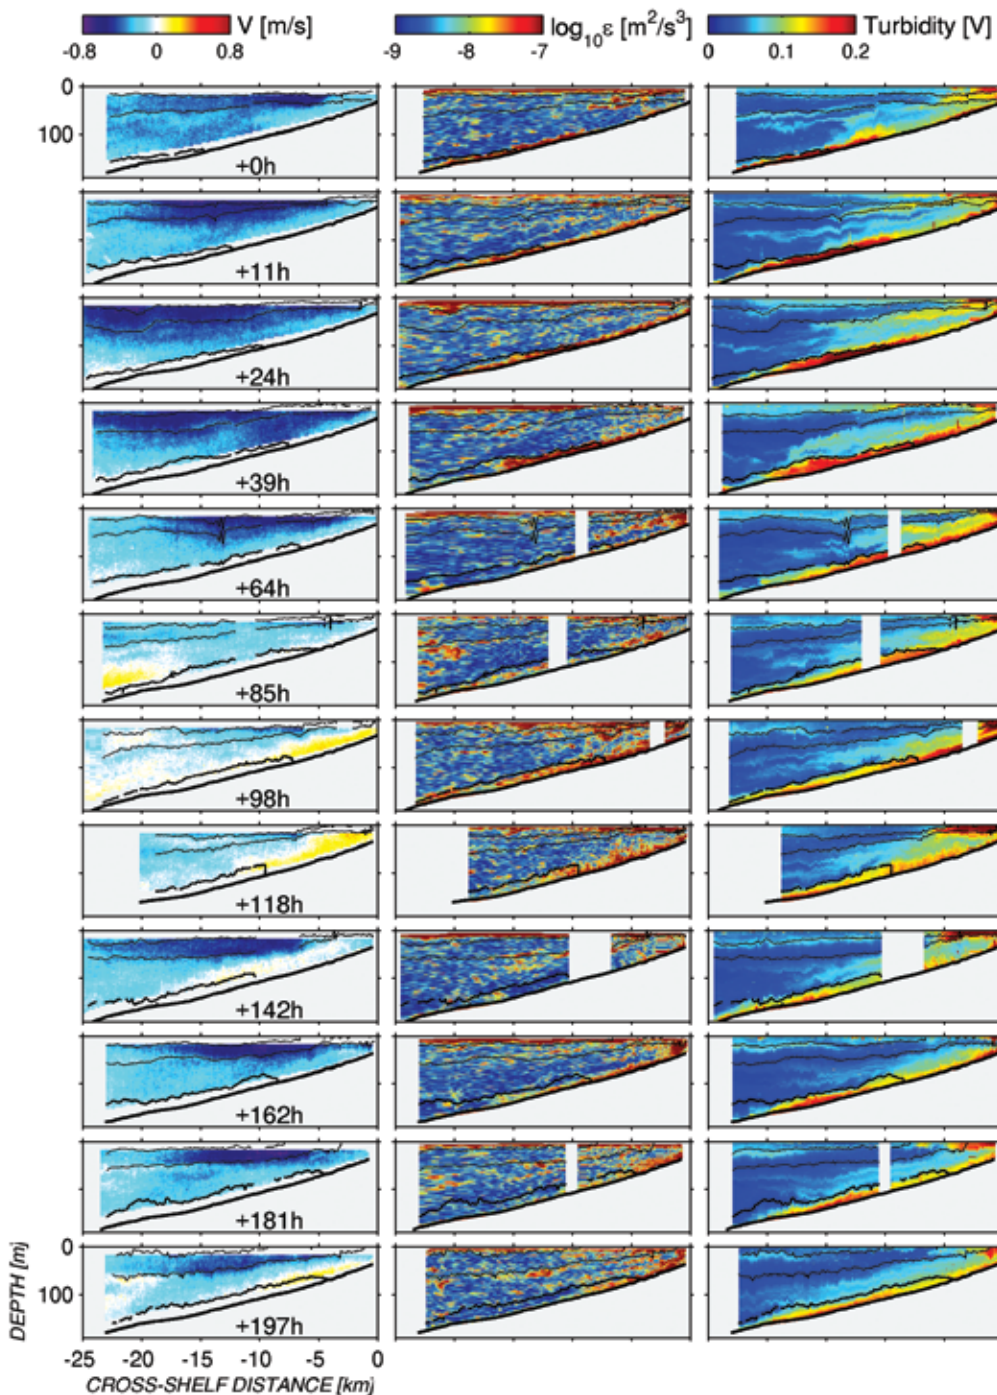 V [m/s]
-0.8 0 0.8
log10ε [m²/s³]
-9 -8 -7
Turbidity [V]
0 0.1 0.2
0
100
+0h
+11h
+24h
+39h
+64h
+85h
+98h
+118h
+142h
+162h
+181h
0
100
DEPTH [m]
+197h
-25 -20 -15 -10 -5 0
CROSS-SHELF DISTANCE [km]